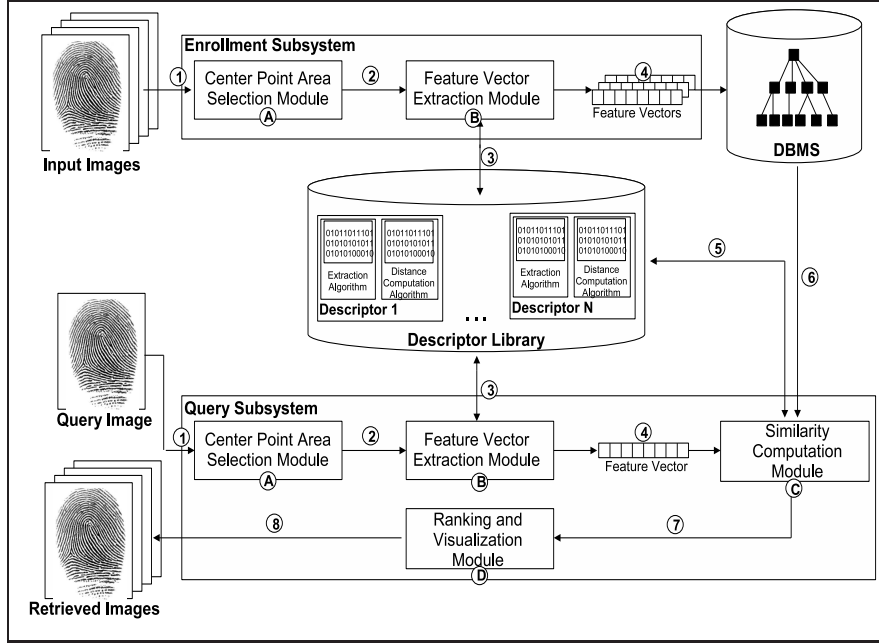 Enrollment Subsystem
1
Center Point Area
Selection Module
A
2
Feature Vector
Extraction Module
B
4
Feature Vectors
DBMS
Input Images
3
01011011101
01010101011
01010100010
Extraction
Algorithm
01011011101
01010101011
01010100010
Distance
Computation
Algorithm
Descriptor 1
...
01011011101
01010101011
01010100010
Extraction
Algorithm
01011011101
01010101011
01010100010
Distance
Computation
Algorithm
Descriptor N
Descriptor Library
5
6
3
Query Image
Query Subsystem
1
Center Point Area
Selection Module
A
2
Feature Vector
Extraction Module
B
4
Feature Vector
Similarity
Computation
Module
C
7
Ranking and
Visualization
Module
D
8
Retrieved Images